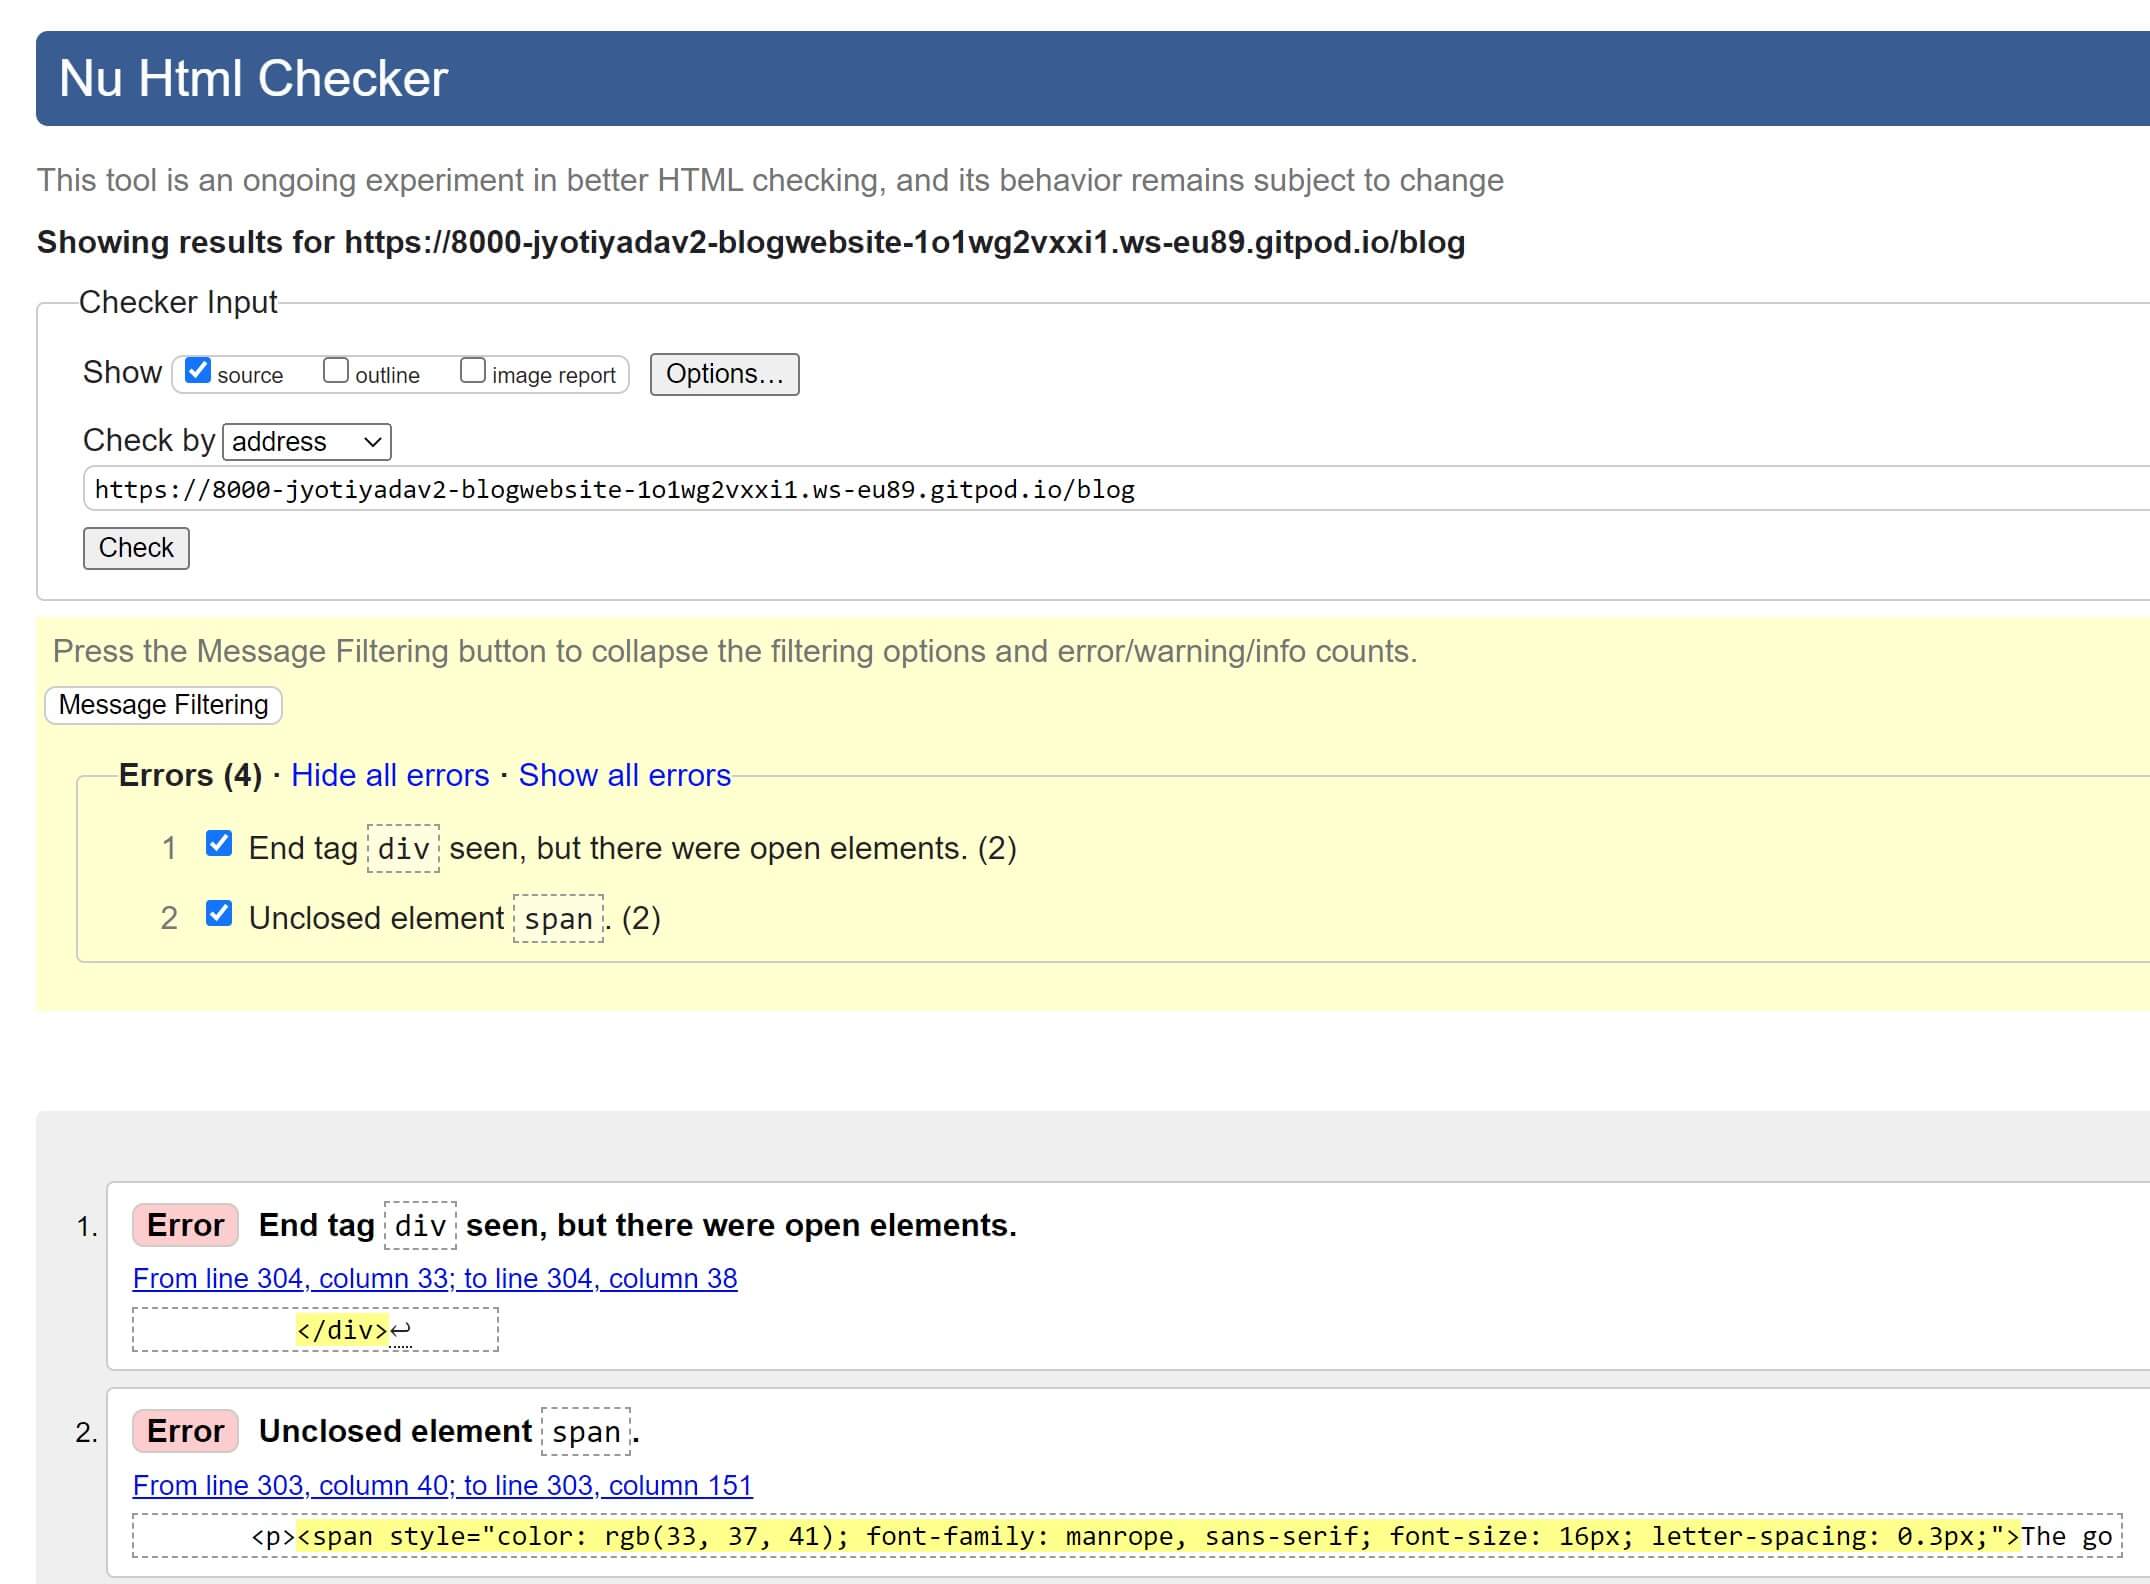 Nu Html Checker
This tool is an ongoing experiment in better HTML checking, and its behavior remains subject to change
Showing results for https://8000-jyotiyadav2-blogwebsite-1o1wg2vxxi1.ws-eu89.gitpod.io/blog
Checker Input
Show source outline image report Options...
Check by address
https://8000-jyotiyadav2-blogwebsite-1o1wg2vxxi1.ws-eu89.gitpod.io/blog
Check
Press the Message Filtering button to collapse the filtering options and error/warning/info counts.
Message Filtering
Errors (4) · Hide all errors · Show all errors
1 End tag div seen, but there were open elements. (2)
2 Unclosed element span. (2)
1. Error End tag div seen, but there were open elements.
From line 304, column 33; to line 304, column 38
</div>↩
2. Error Unclosed element span.
From line 303, column 40; to line 303, column 151
<p><span style="color: rgb(33, 37, 41); font-family: manrope, sans-serif; font-size: 16px; letter-spacing: 0.3px;">The go